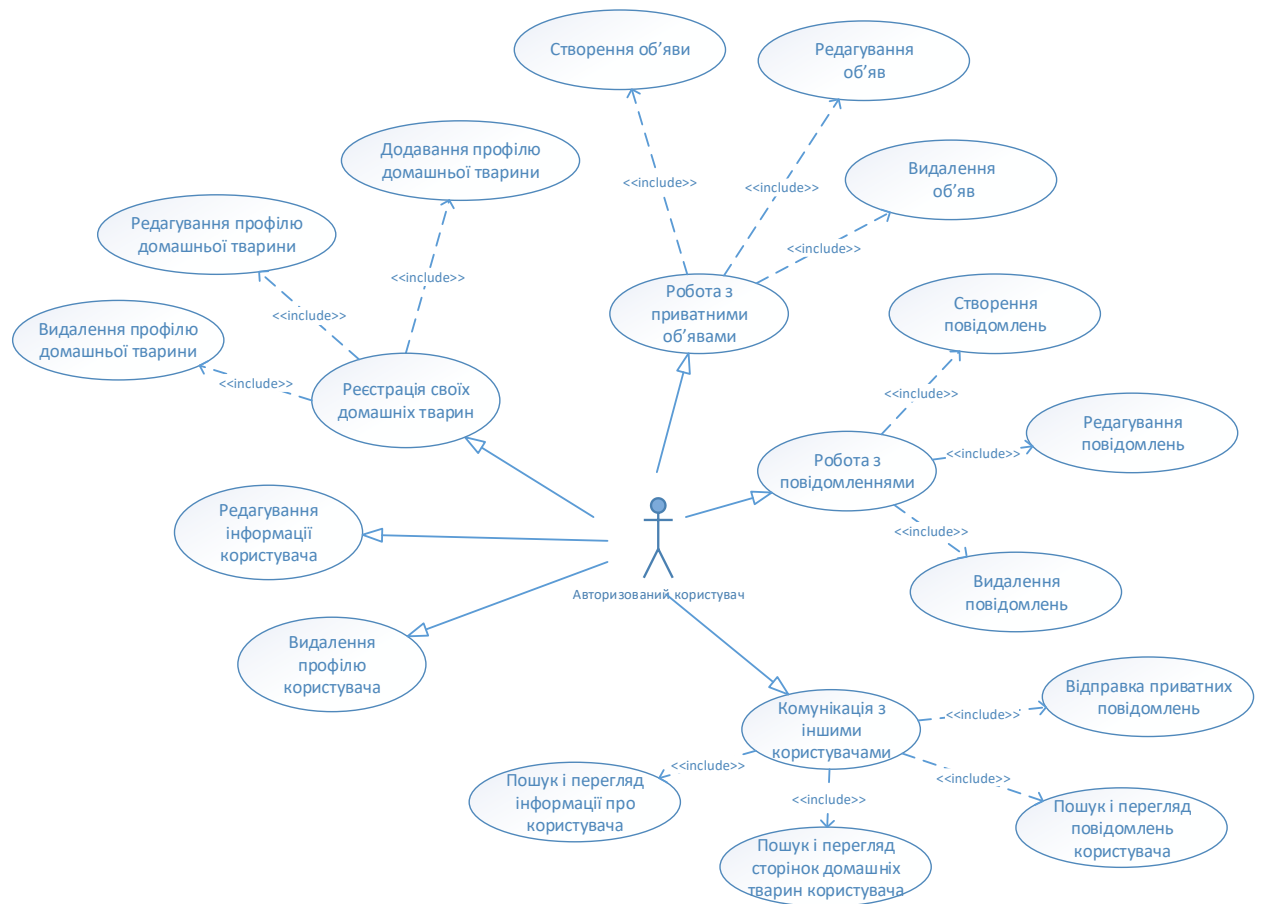 Створення об’яви
Редагування
об’яв
Додавання профілю
домашньої тварини
Видалення
об’яв
<<include>>
<<include>>
Редагування профілю
домашньої тварини
<<include>>
<<include>>
<<include>>
Робота з
приватними
об’явами
Створення
повідомлень
Видалення профілю
домашньої тварини
<<include>>
<<include>>
Реєстрація своїх
домашніх тварин
<<include>>
Редагування
повідомлень
<<include>>
Робота з
повідомленнями
Редагування
інформації
користувача
<<include>>
Видалення
повідомлень
Авторизований користувач
Видалення
профілю
користувача
Відправка приватних
повідомлень
<<include>>
Комунікація з
іншими
користувачами
<<include>>
<<include>>
<<include>>
Пошук і перегляд
інформації про
користувача
Пошук і перегляд
повідомлень
користувача
Пошук і перегляд
сторінок домашніх
тварин користувача